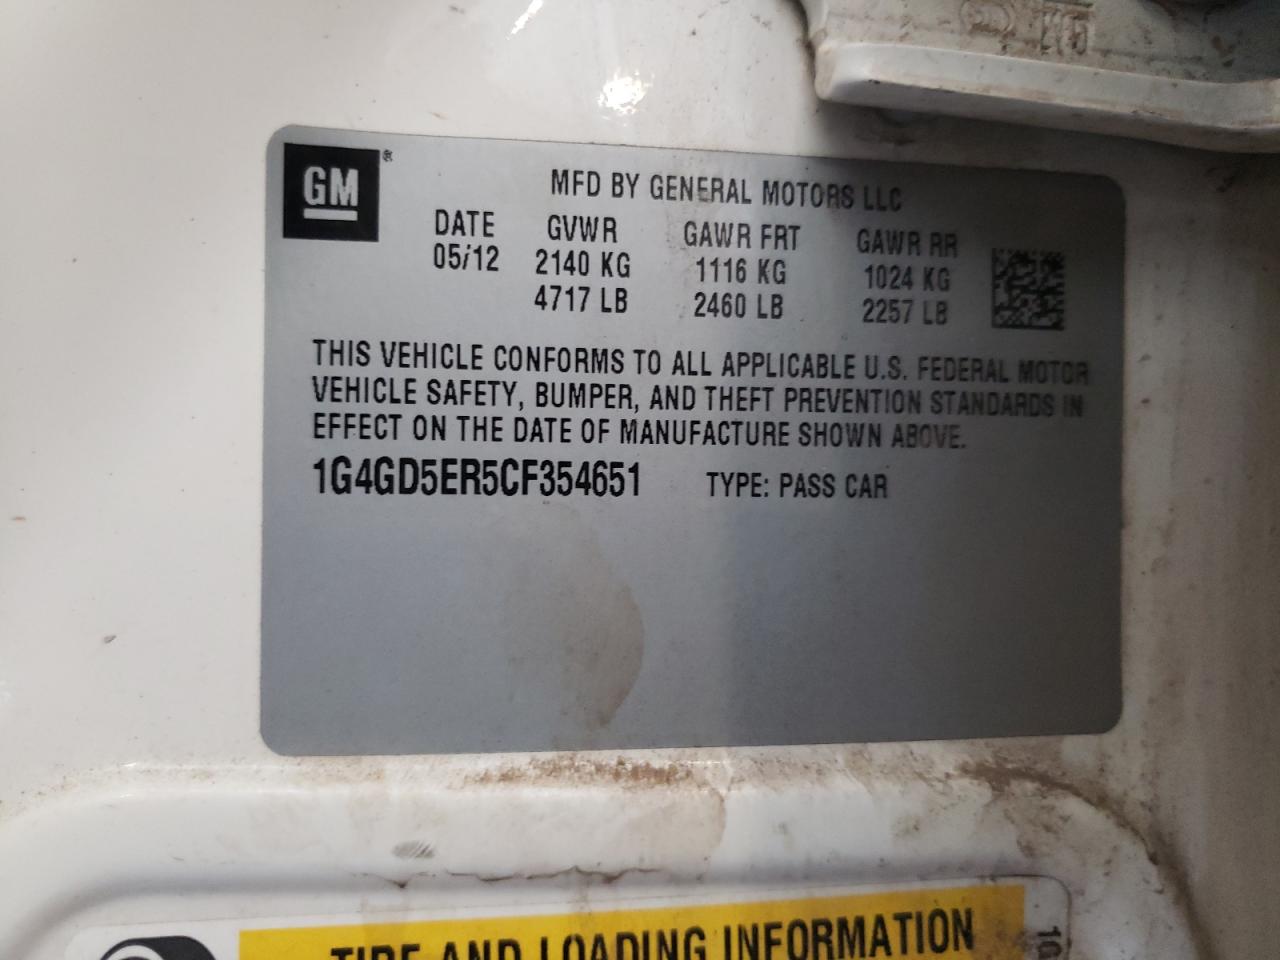 GM®
MFD BY GENERAL MOTORS LLC
DATE GVWR GAWR FRT GAWR RR
05/12 2140 KG 1116 KG 1024 KG
4717 LB 2460 LB 2257 LB
THIS VEHICLE CONFORMS TO ALL APPLICABLE U.S. FEDERAL MOTOR
VEHICLE SAFETY, BUMPER, AND THEFT PREVENTION STANDARDS IN
EFFECT ON THE DATE OF MANUFACTURE SHOWN ABOVE.
1G4GD5ER5CF354651 TYPE: PASS CAR
TIRE AND LOADING INFORMATION